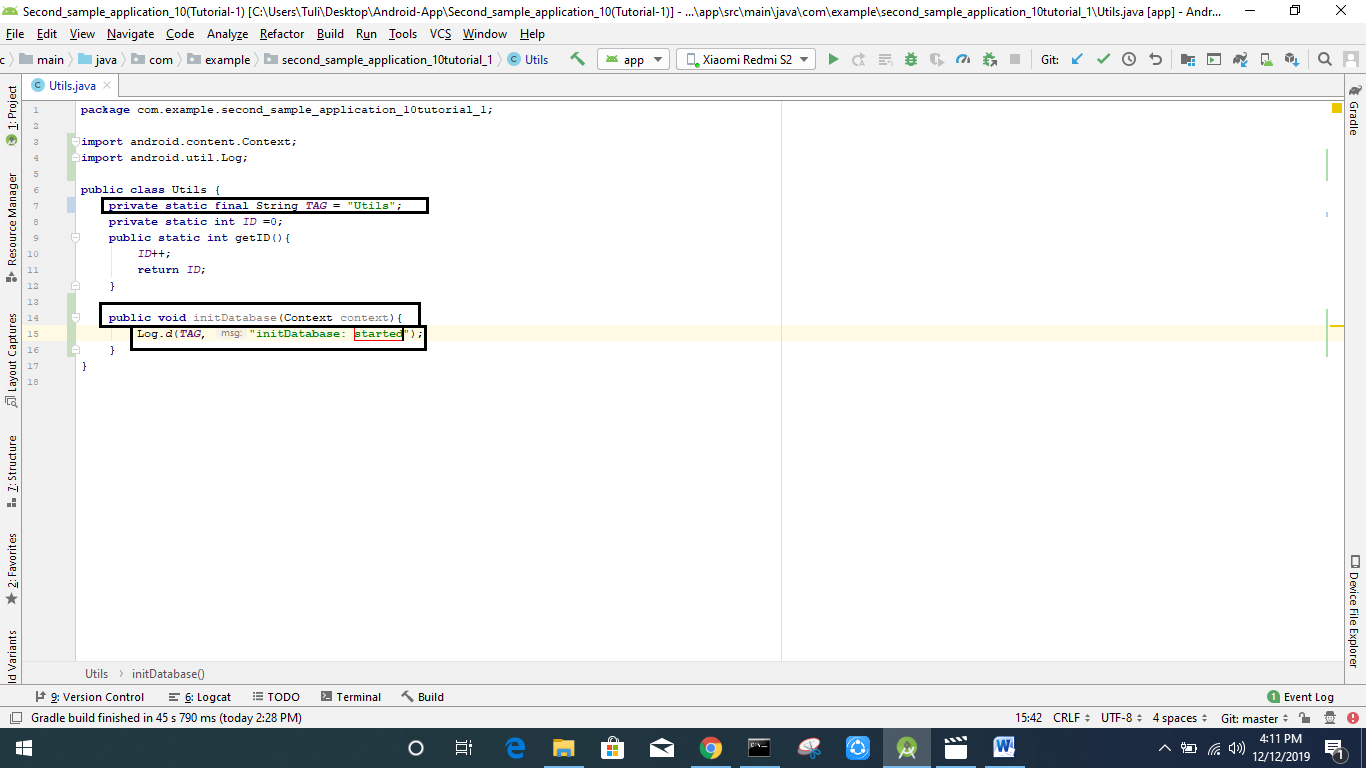 Second_sample_application_10(Tutorial-1) [C:\Users\Tuli\Desktop\Android-App\Second_sample_application_10(Tutorial-1)] - ...\app\src\main\java\com\example\second_sample_application_10tutorial_1\Utils.java [app] - Andr...
File Edit View Navigate Code Analyze Refactor Build Run Tools VCS Window Help
c main java com example second_sample_application_10tutorial_1 Utils app Xiaomi Redmi S2 Git:
Utils.java
1 package com.example.second_sample_application_10tutorial_1;
2
3 import android.content.Context;
4 import android.util.Log;
5
6 public class Utils {
7 private static final String TAG = "Utils";
8 private static int ID =0;
9 public static int getID(){
10 ID++;
11 return ID;
12 }
13
14 public void initDatabase(Context context){
15 Log.d(TAG, msg: "initDatabase: started");
16 }
17 }
18
1: Project
Resource Manager
Layout Captures
7: Structure
2: Favorites
ld Variants
Gradle
Device File Explorer
Utils initDatabase()
9: Version Control 6: Logcat TODO Terminal Build 1 Event Log
Gradle build finished in 45 s 790 ms (today 2:28 PM) 15:42 CRLF UTF-8 4 spaces Git: master
4:11 PM
12/12/2019
1